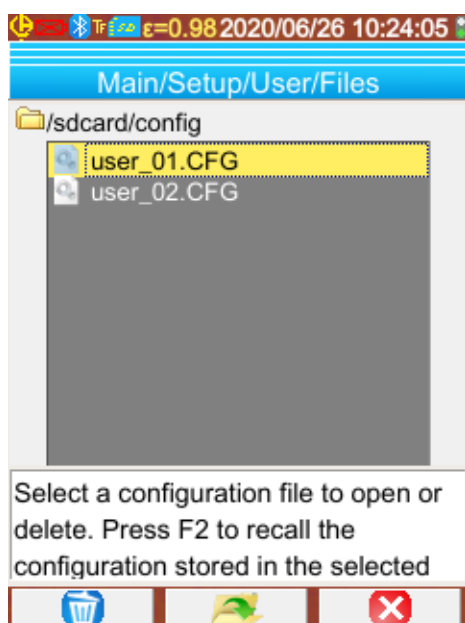 ε=0.98 2020/06/26 10:24:05
Main/Setup/User/Files
/sdcard/config
user_01.CFG
user_02.CFG
Select a configuration file to open or
delete. Press F2 to recall the
configuration stored in the selected